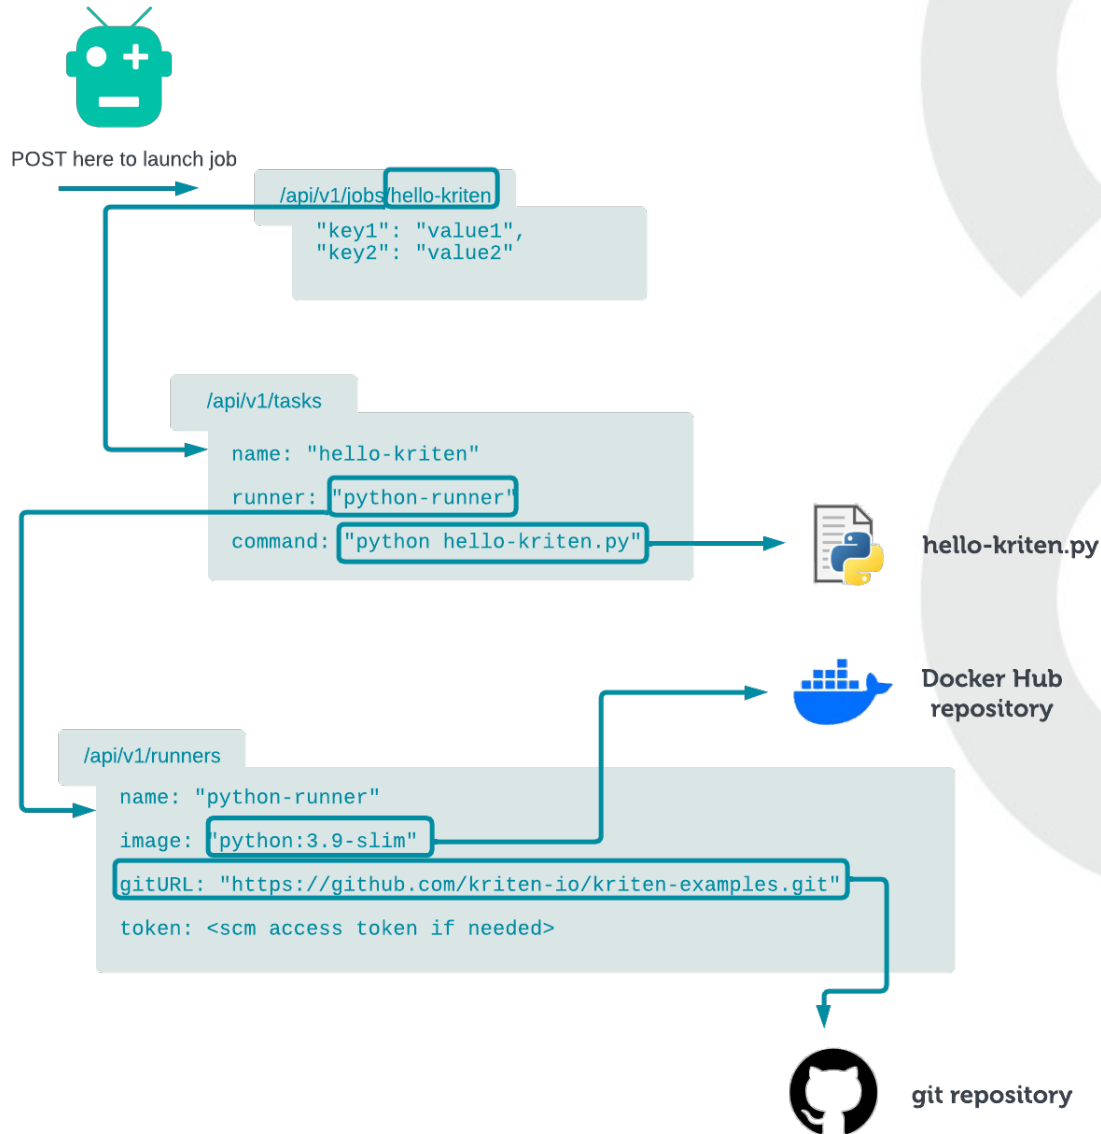 POST here to launch job
/api/v1/jobs/hello-kriten
"key1": "value1",
"key2": "value2"
/api/v1/tasks
name: "hello-kriten"
runner: "python-runner"
command: "python hello-kriten.py"
hello-kriten.py
Docker Hub
repository
/api/v1/runners
name: "python-runner"
image: "python:3.9-slim"
gitURL: "https://github.com/kriten-io/kriten-examples.git"
token: <scm access token if needed>
git repository